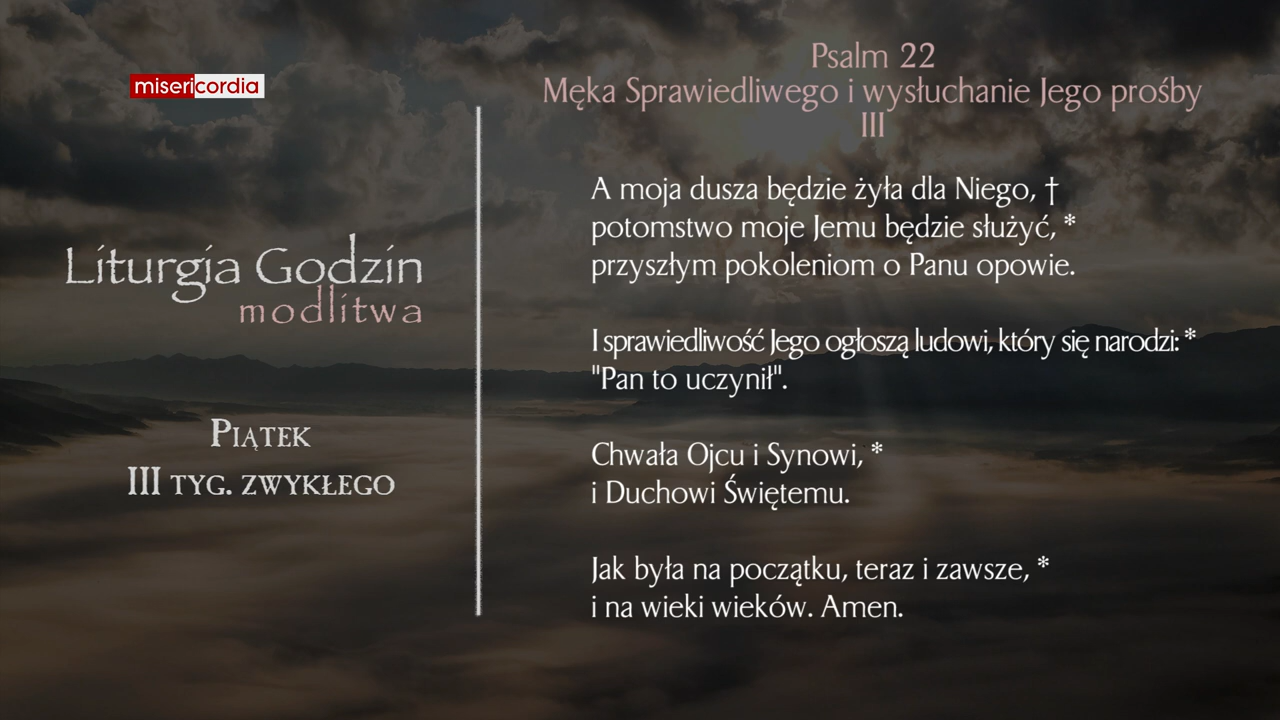 misericordia
Liturgia Godzin
modlitwa
Piątek
III tyg. zwykłego
Psalm 22
Męka Sprawiedliwego i wysłuchanie Jego prośby
III
A moja dusza będzie żyła dla Niego, †
potomstwo moje Jemu będzie służyć, *
przyszłym pokoleniom o Panu opowie.
I sprawiedliwość Jego ogłoszą ludowi, który się narodzi: *
"Pan to uczynił".
Chwała Ojcu i Synowi, *
i Duchowi Świętemu.
Jak była na początku, teraz i zawsze, *
i na wieki wieków. Amen.